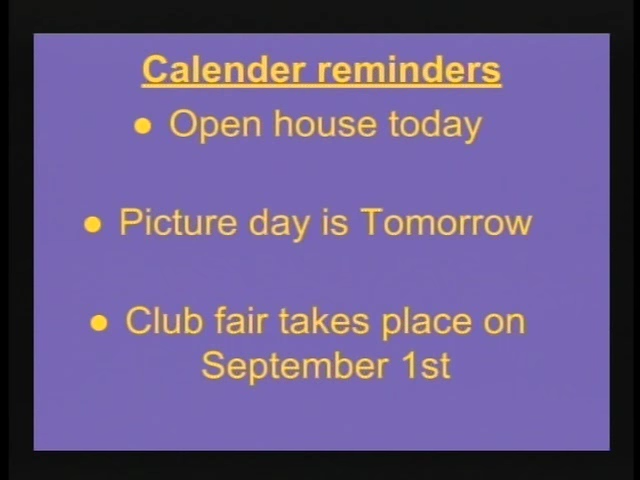 Calender reminders
● Open house today
● Picture day is Tomorrow
● Club fair takes place on
September 1st